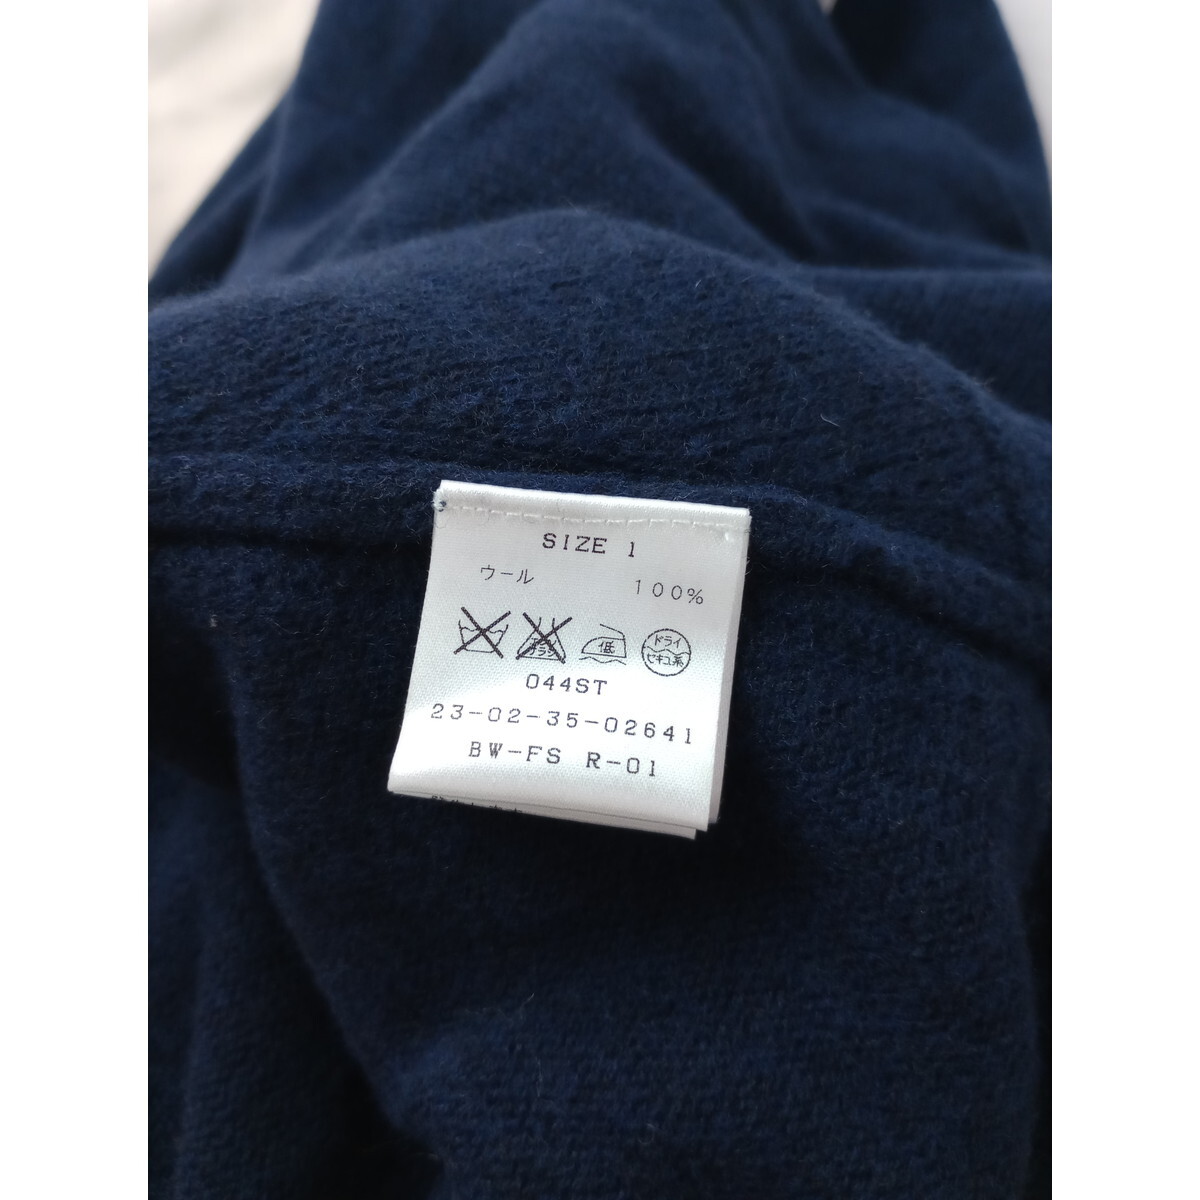 SIZE 1
ウール 100%
低 ドライ
セキユ系
044ST
23-02-35-02641
BW-FS R-01